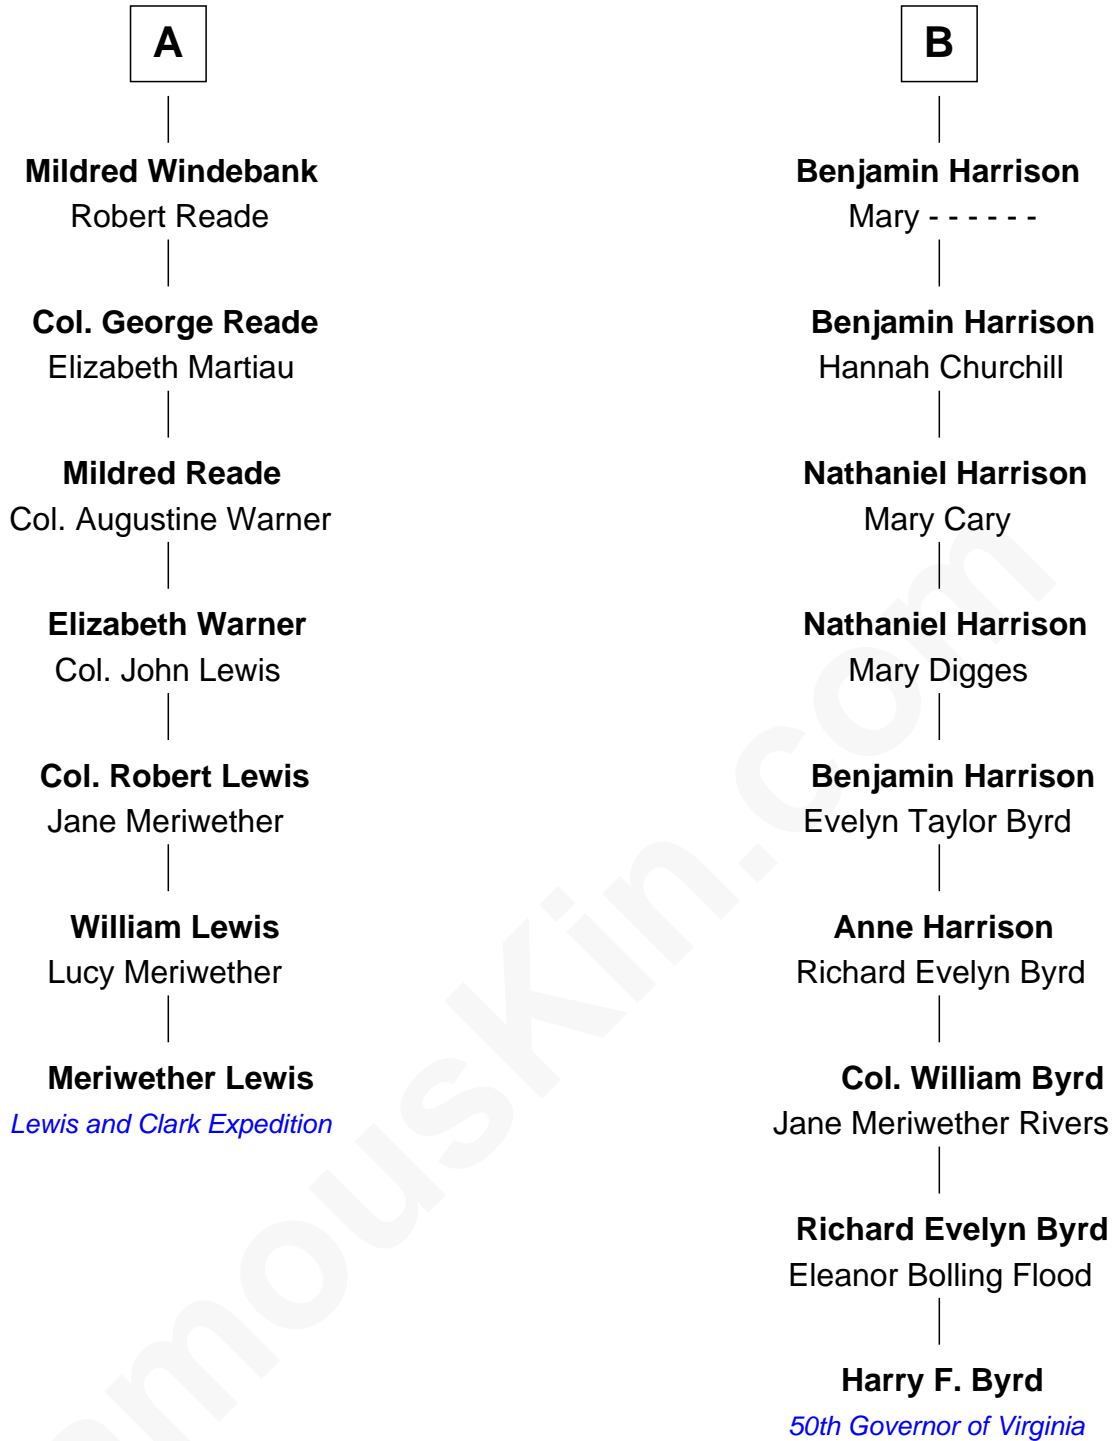 A
Mildred Windebank
Robert Reade
Col. George Reade
Elizabeth Martiau
Mildred Reade
Col. Augustine Warner
Elizabeth Warner
Col. John Lewis
Col. Robert Lewis
Jane Meriwether
William Lewis
Lucy Meriwether
Meriwether Lewis
Lewis and Clark Expedition
B
Benjamin Harrison
Mary - - - - - -
Benjamin Harrison
Hannah Churchill
Nathaniel Harrison
Mary Cary
Nathaniel Harrison
Mary Digges
Benjamin Harrison
Evelyn Taylor Byrd
Anne Harrison
Richard Evelyn Byrd
Col. William Byrd
Jane Meriwether Rivers
Richard Evelyn Byrd
Eleanor Bolling Flood
Harry F. Byrd
50th Governor of Virginia
amousKin.com